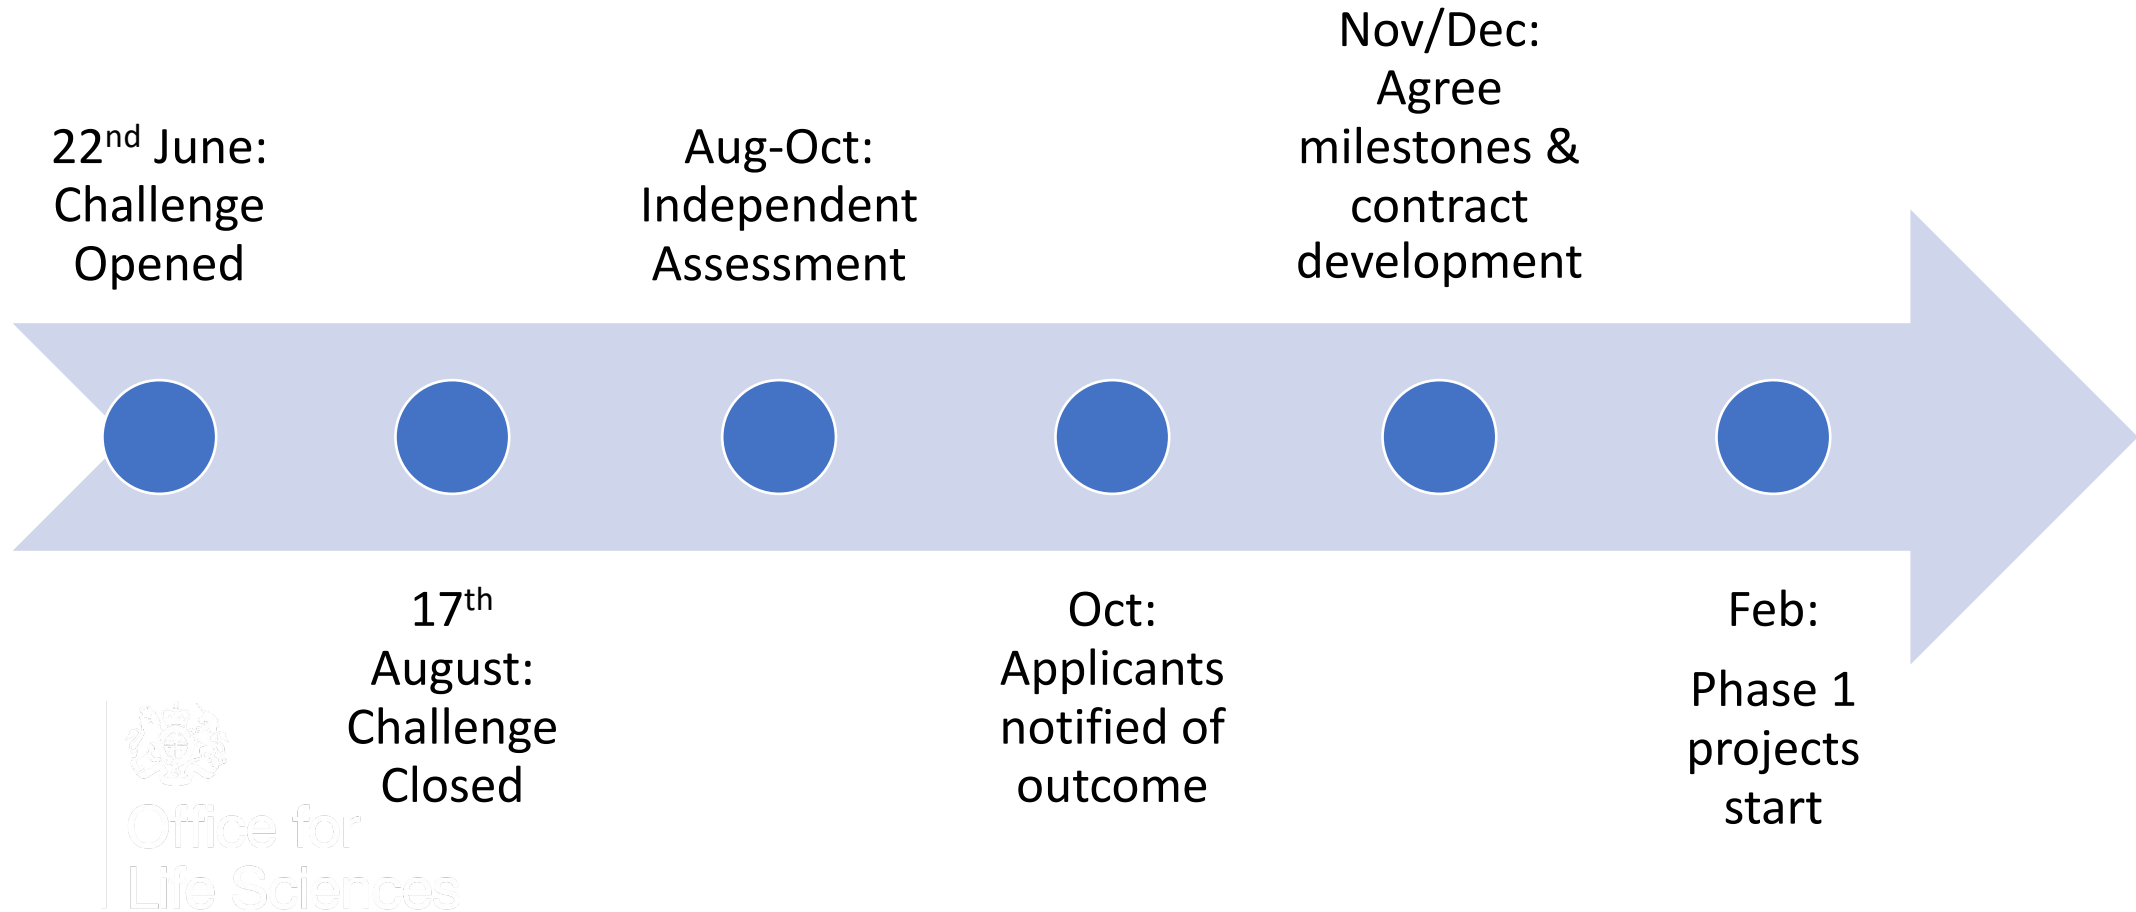 22nd June:
Challenge
Opened
17th
August:
Challenge
Closed
Aug-Oct:
Independent
Assessment
Oct:
Applicants
notified of
outcome
Nov/Dec:
Agree
milestones &
contract
development
Feb:
Phase 1
projects
start
Office for
Life Sciences